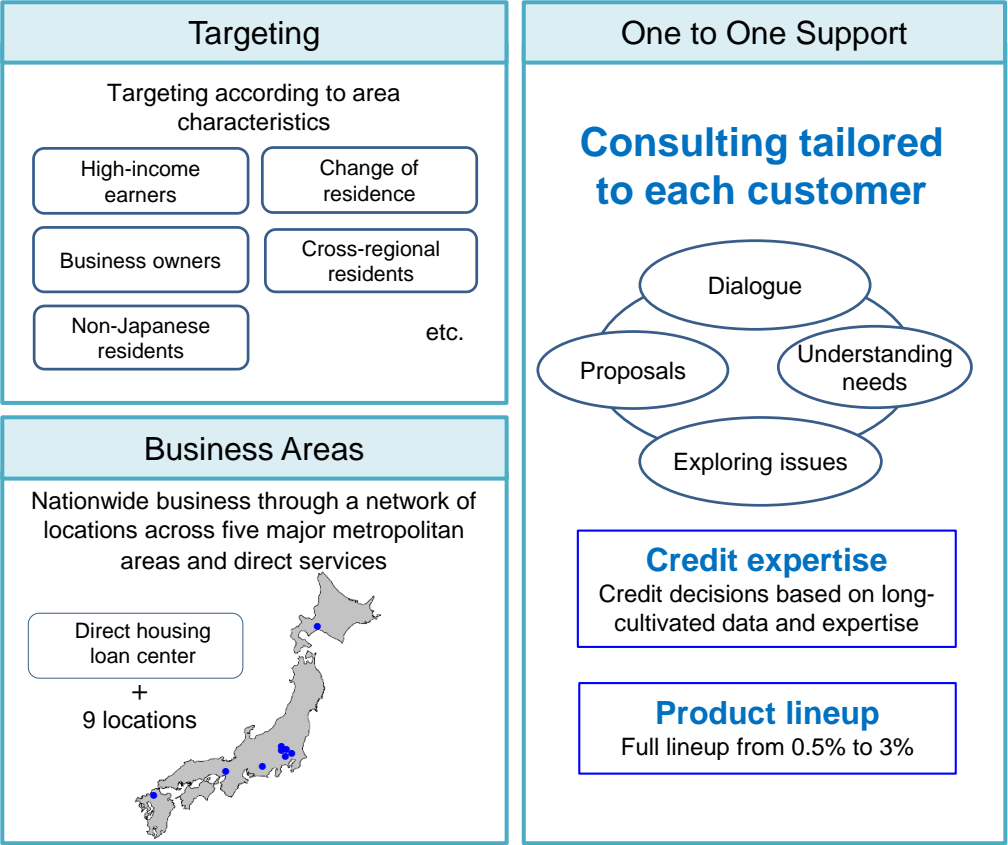 Targeting
Targeting according to area
characteristics
High-income
earners
Change of
residence
Business owners
Cross-regional
residents
Non-Japanese
residents
etc.
Business Areas
Nationwide business through a network of
locations across five major metropolitan
areas and direct services
Direct housing
loan center
+
9 locations
One to One Support
Consulting tailored
to each customer
Dialogue
Proposals
Understanding
needs
Exploring issues
Credit expertise
Credit decisions based on long-
cultivated data and expertise
Product lineup
Full lineup from 0.5% to 3%